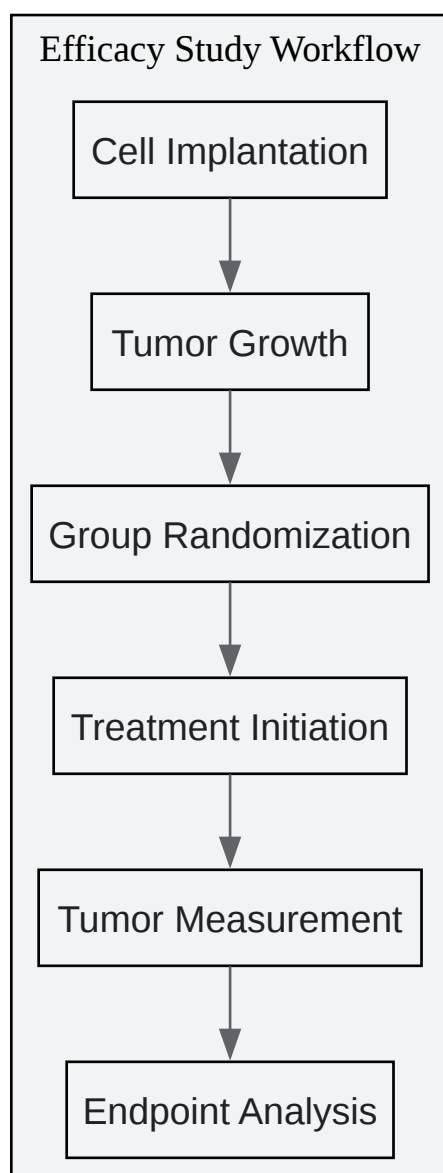 Efficacy Study Workflow
Cell Implantation
Tumor Growth
Group Randomization
Treatment Initiation
Tumor Measurement
Endpoint Analysis